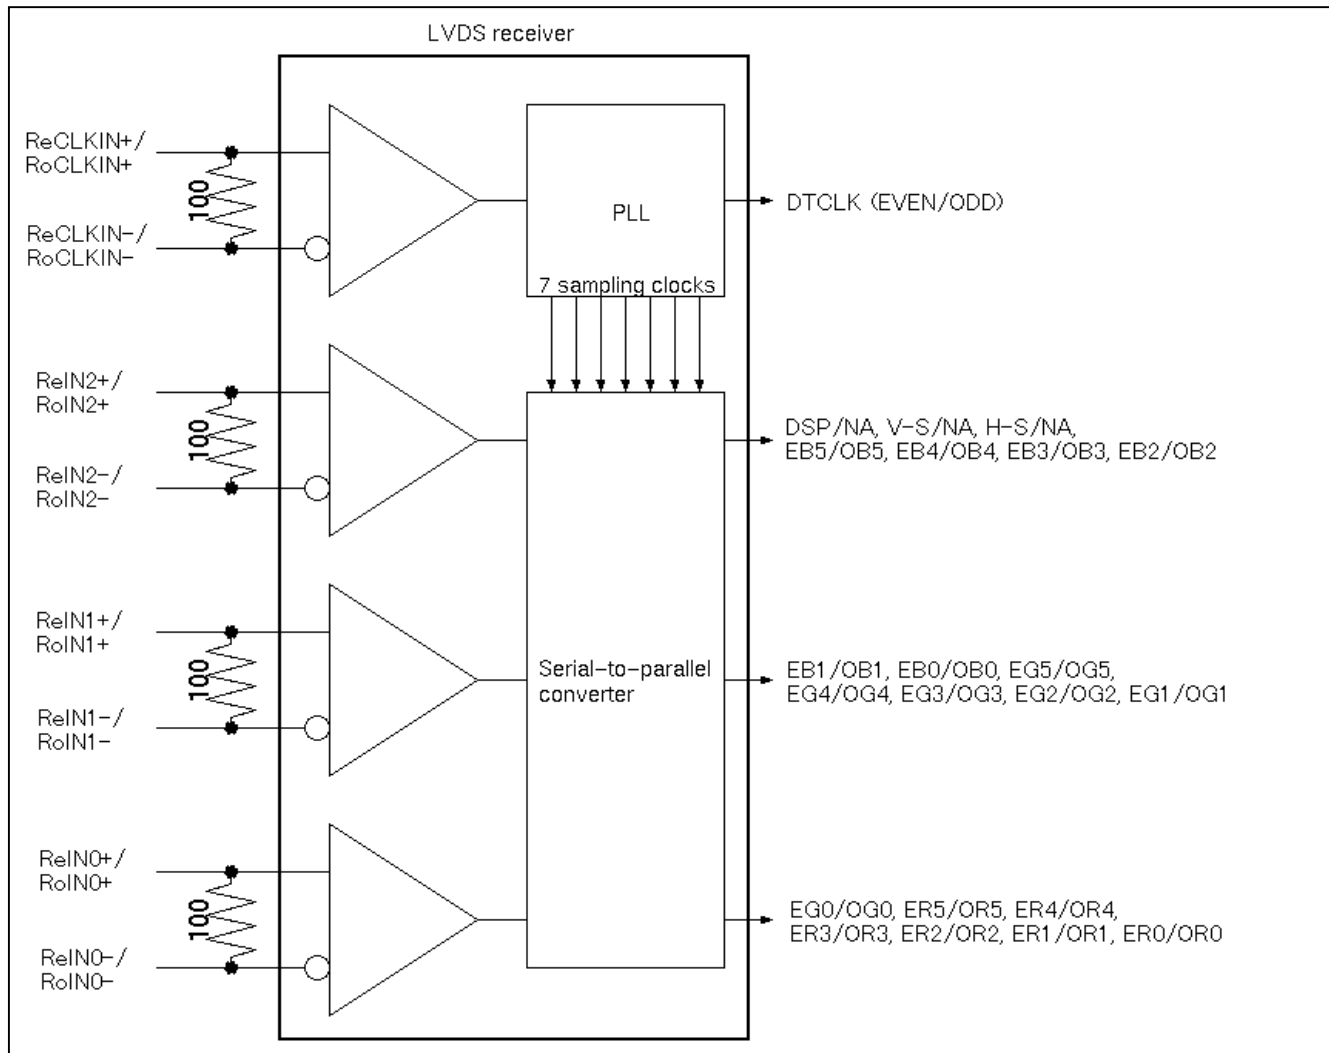 LVDS receiver
ReCLKIN+/
RoCLKIN+
100
ReCLKIN-/
RoCLKIN-
PLL
7 sampling clocks
DTCLK (EVEN/ODD)
ReIN2+/
RoIN2+
100
ReIN2-/
RoIN2-
DSP/NA, V-S/NA, H-S/NA,
EB5/OB5, EB4/OB4, EB3/OB3, EB2/OB2
ReIN1+/
RoIN1+
100
ReIN1-/
RoIN1-
Serial-to-parallel
converter
EB1/OB1, EB0/OB0, EG5/OG5,
EG4/OG4, EG3/OG3, EG2/OG2, EG1/OG1
ReIN0+/
RoIN0+
100
ReIN0-/
RoIN0-
EG0/OG0, ER5/OR5, ER4/OR4,
ER3/OR3, ER2/OR2, ER1/OR1, ER0/OR0